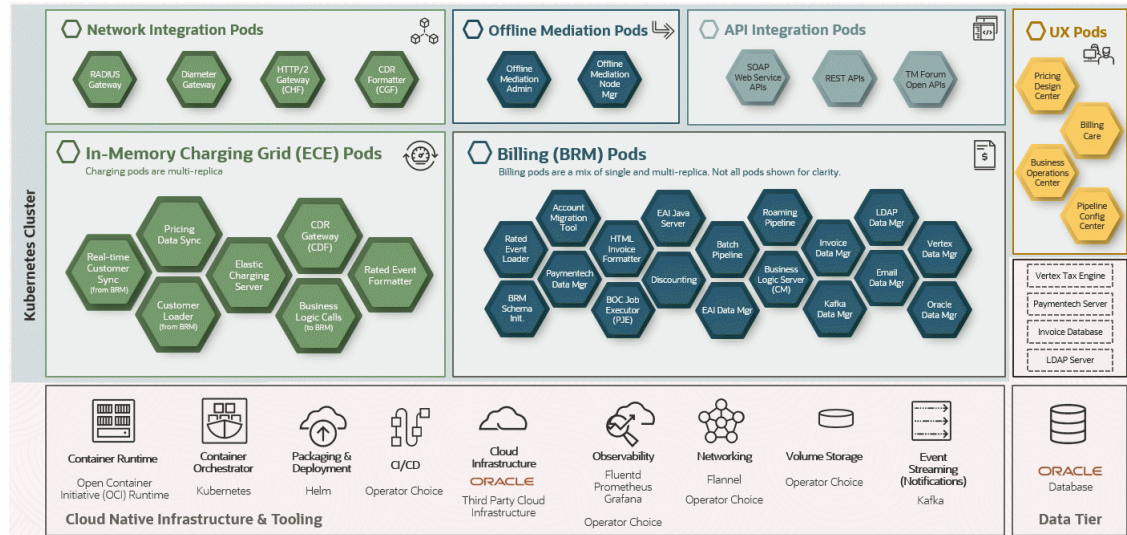 Kubernetes Cluster
Network Integration Pods
RADIUS
Gateway
Diameter
Gateway
HTTP/2
Gateway
(CHF)
CDR
Formatter
(CGF)
Offline Mediation Pods
Offline
Mediation
Admin
Offline
Mediation
Node
Mgr
API Integration Pods
SOAP
Web Service
APIs
REST APIs
TM Forum
Open APIs
UX Pods
Pricing
Design
Center
Billing
Care
Business
Operations
Center
Pipeline
Config
Center
In-Memory Charging Grid (ECE) Pods
Charging pods are multi-replica
Real-time
Customer
Sync
(from BRM)
Pricing
Data Sync
Customer
Loader
(from BRM)
Elastic
Charging
Server
CDR
Gateway
(CDF)
Business
Logic Calls
(to BRM)
Rated Event
Formatter
Billing (BRM) Pods
Billing pods are a mix of single and multi-replica. Not all pods shown for clarity.
Rated
Event
Loader
BRM
Schema
Init.
Account
Migration
Tool
Paymentech
Data Mgr
HTML
Invoice
Formatter
BOC Job
Executor
(PJE)
EAI Java
Server
Discounting
Batch
Pipeline
EAI Data Mgr
Roaming
Pipeline
Business
Logic Server
(CM)
Invoice
Data Mgr
Kafka
Data Mgr
LDAP
Data Mgr
Email
Data Mgr
Vertex
Data Mgr
Oracle
Data Mgr
Vertex Tax Engine
Paymentech Server
Invoice Database
LDAP Server
Container Runtime
Open Container
Initiative (OCI) Runtime
Container
Orchestrator
Kubernetes
Packaging &
Deployment
Helm
CI/CD
Operator Choice
Cloud
Infrastructure
ORACLE
Third Party Cloud
Infrastructure
Observability
Fluentd
Prometheus
Grafana
Operator Choice
Networking
Flannel
Operator Choice
Volume Storage
Operator Choice
Event
Streaming
(Notifications)
Kafka
Cloud Native Infrastructure & Tooling
ORACLE
Database
Data Tier